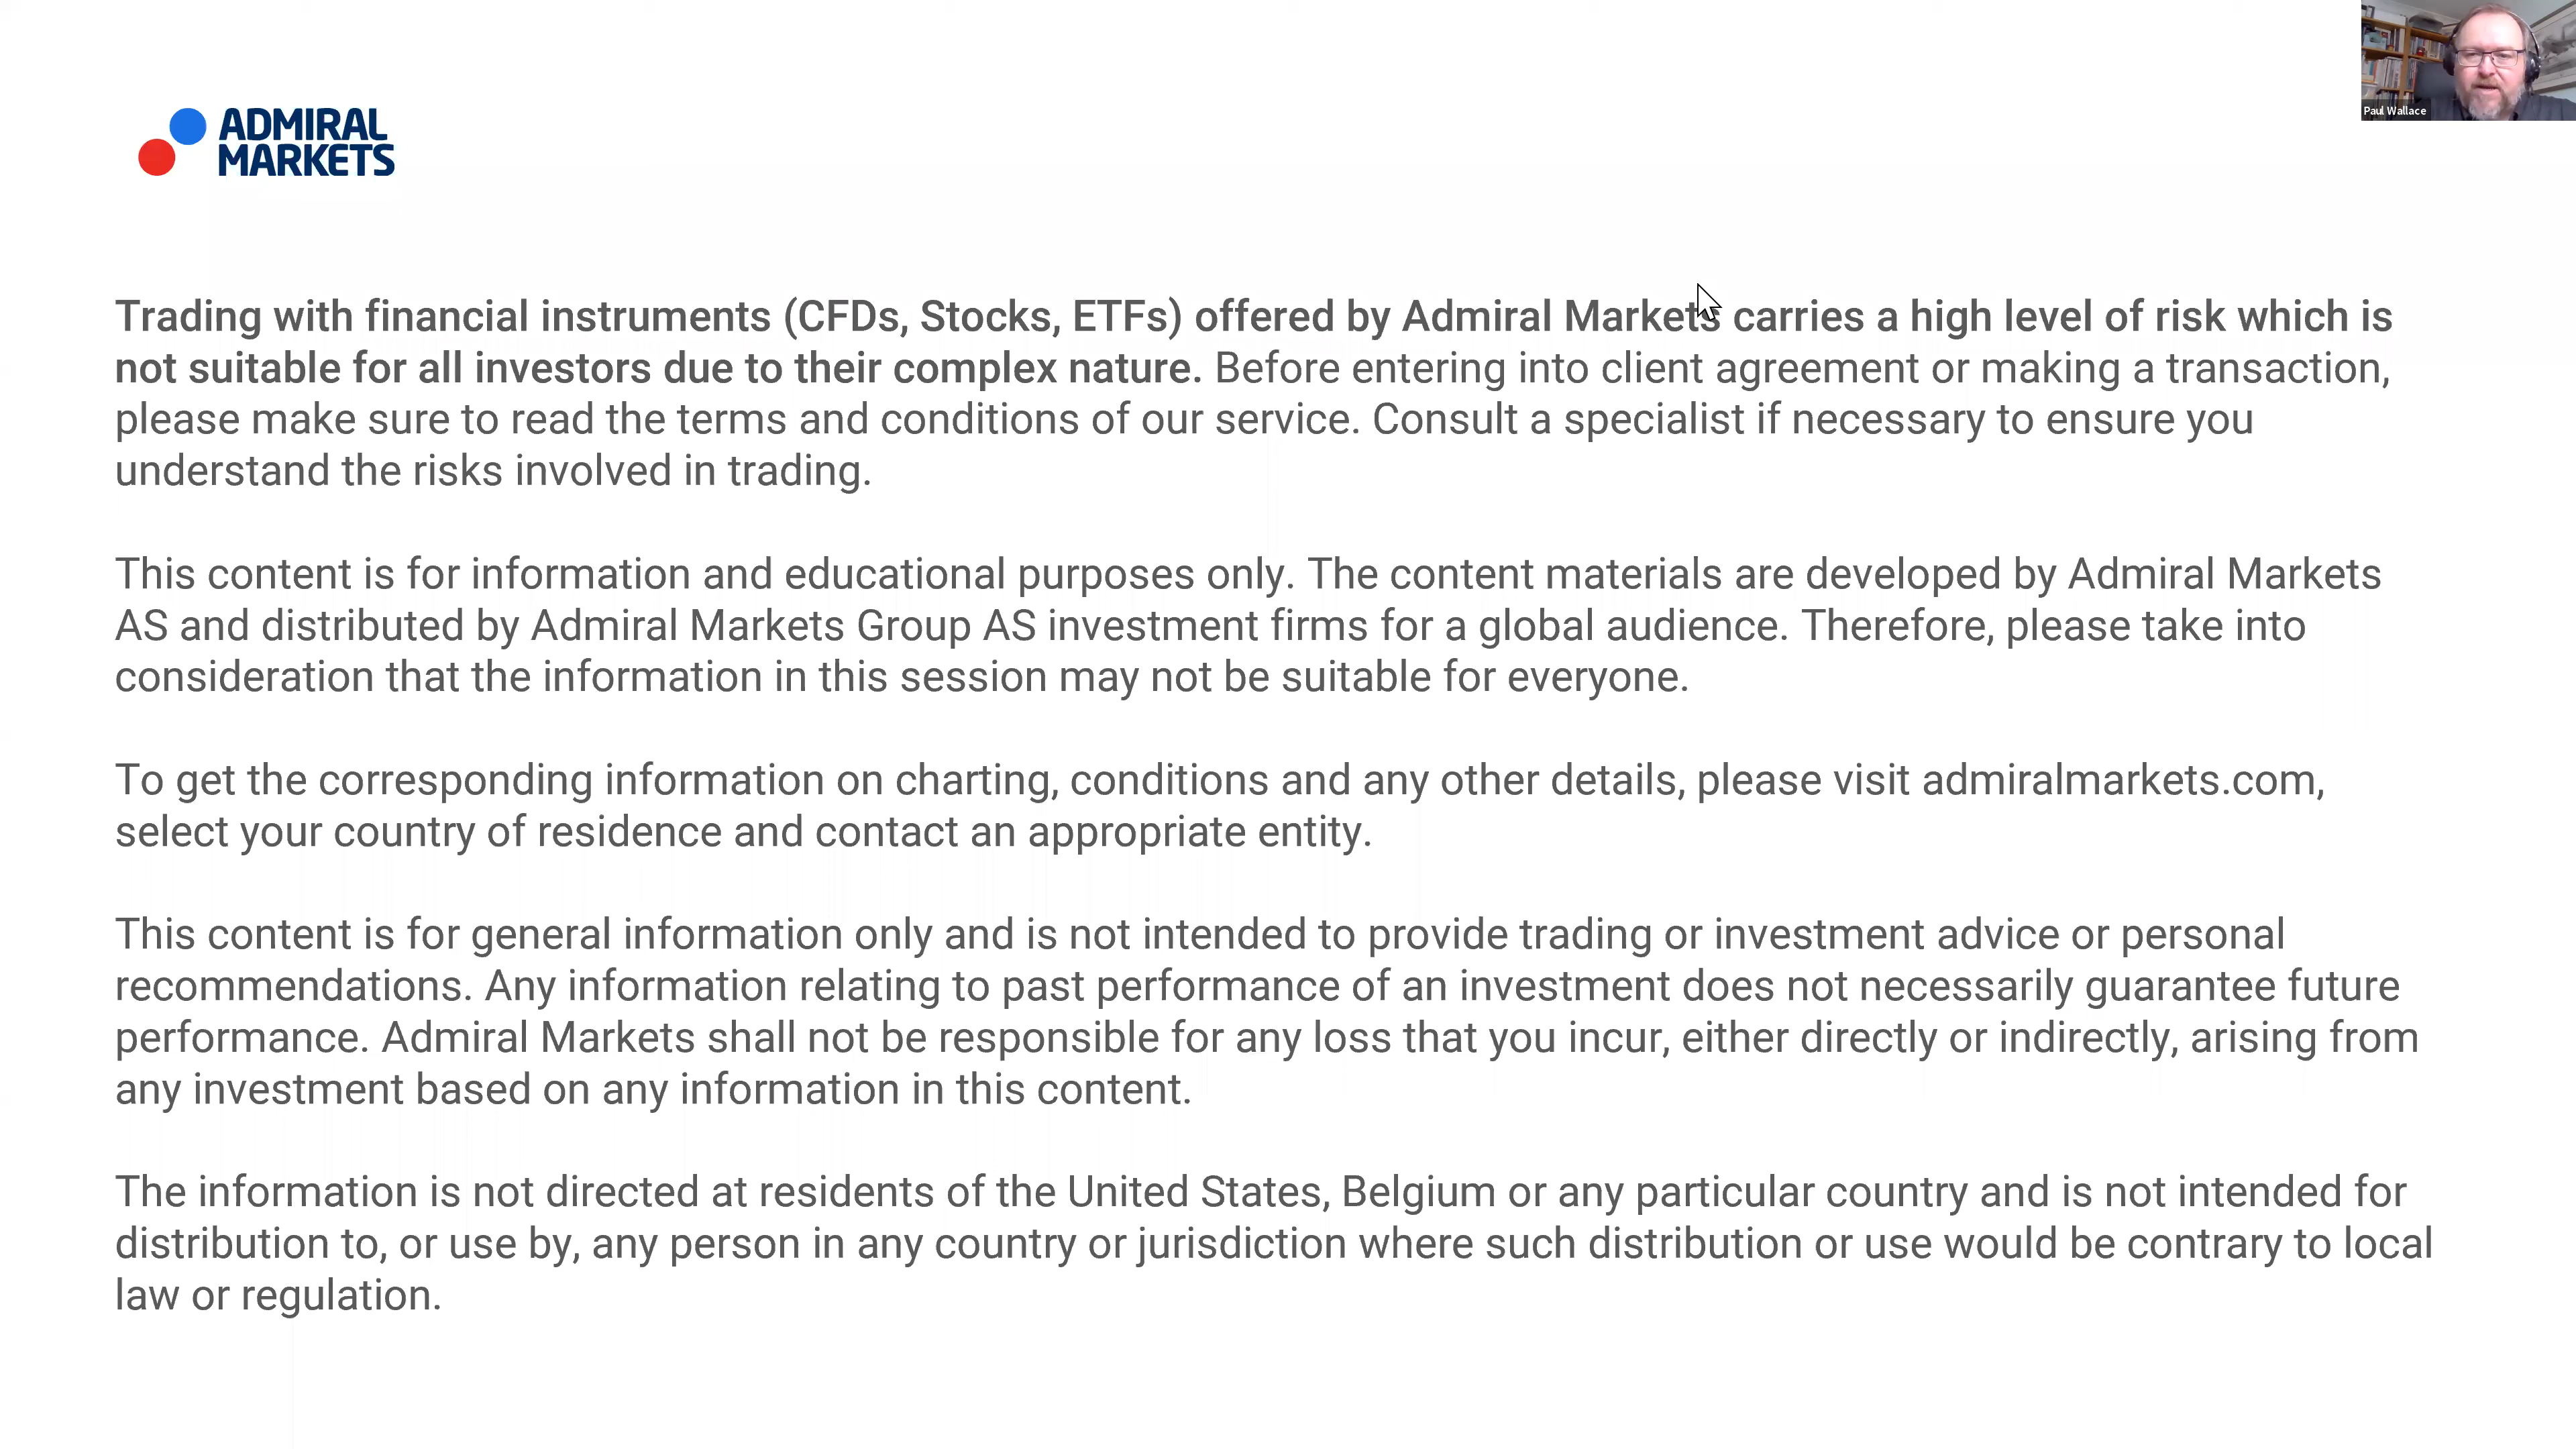 ADMIRAL
MARKETS
Paul Wallace
Trading with financial instruments (CFDs, Stocks, ETFs) offered by Admiral Markets carries a high level of risk which is
not suitable for all investors due to their complex nature. Before entering into client agreement or making a transaction,
please make sure to read the terms and conditions of our service. Consult a specialist if necessary to ensure you
understand the risks involved in trading.
This content is for information and educational purposes only. The content materials are developed by Admiral Markets
AS and distributed by Admiral Markets Group AS investment firms for a global audience. Therefore, please take into
consideration that the information in this session may not be suitable for everyone.
To get the corresponding information on charting, conditions and any other details, please visit admiralmarkets.com,
select your country of residence and contact an appropriate entity.
This content is for general information only and is not intended to provide trading or investment advice or personal
recommendations. Any information relating to past performance of an investment does not necessarily guarantee future
performance. Admiral Markets shall not be responsible for any loss that you incur, either directly or indirectly, arising from
any investment based on any information in this content.
The information is not directed at residents of the United States, Belgium or any particular country and is not intended for
distribution to, or use by, any person in any country or jurisdiction where such distribution or use would be contrary to local
law or regulation.